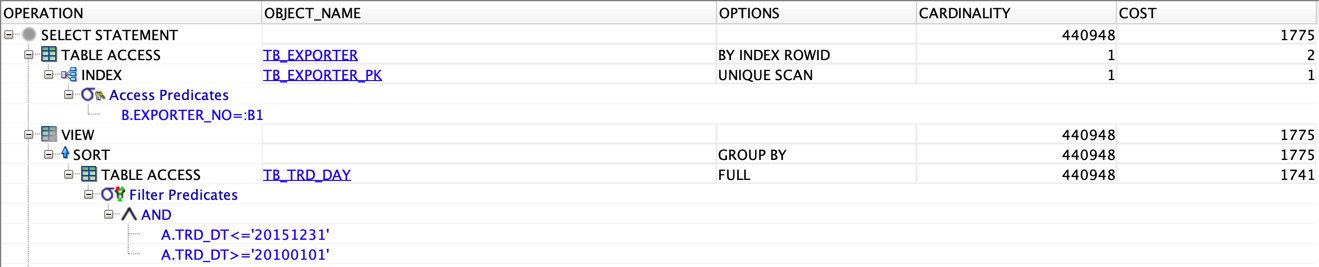 OPERATION OBJECT_NAME OPTIONS CARDINALITY COST
SELECT STATEMENT 440948 1775
TABLE ACCESS TB_EXPORTER BY INDEX ROWID 1 2
INDEX TB_EXPORTER_PK UNIQUE SCAN 1 1
Access Predicates
B.EXPORTER_NO=:B1
VIEW 440948 1775
SORT GROUP BY 440948 1775
TABLE ACCESS TB_TRD_DAY FULL 440948 1741
Filter Predicates
AND
A.TRD_DT<='20151231'
A.TRD_DT>='20100101'